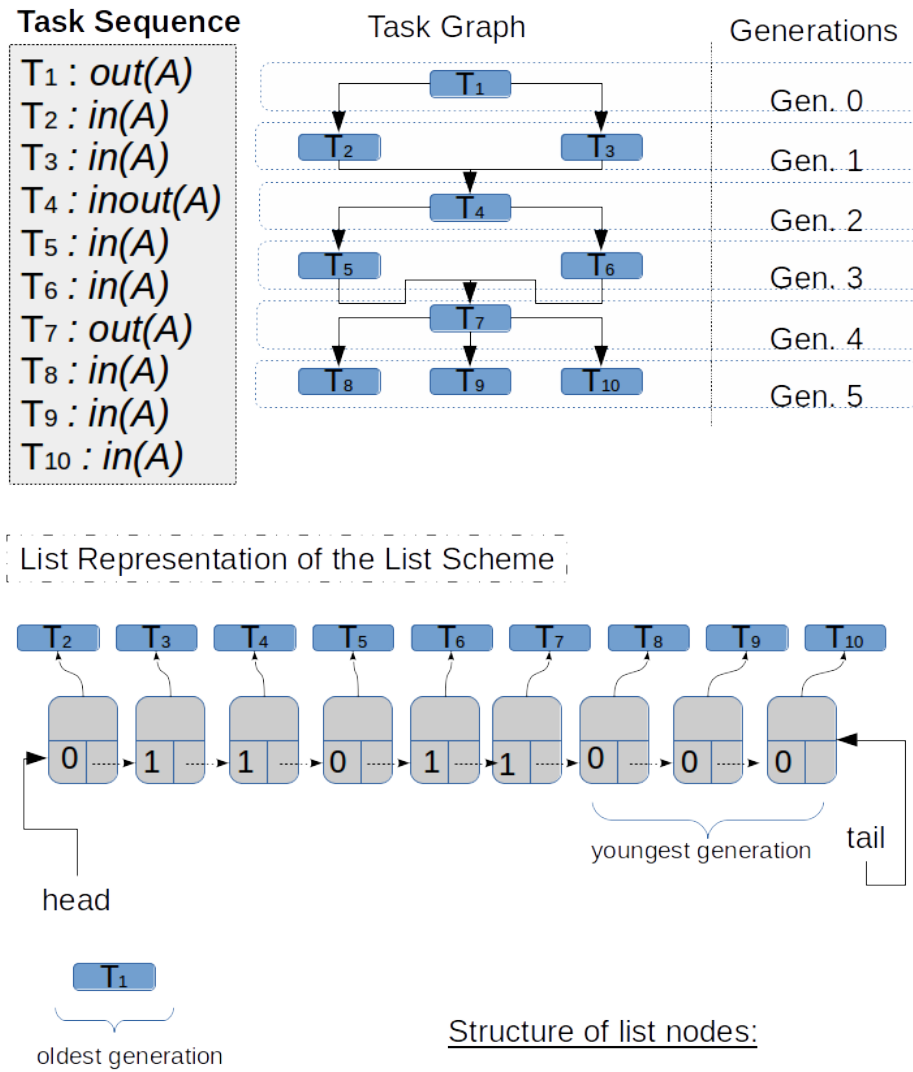 Task Sequence
T1 : out(A)
T2 : in(A)
T3 : in(A)
T4 : inout(A)
T5 : in(A)
T6 : in(A)
T7 : out(A)
T8 : in(A)
T9 : in(A)
T10 : in(A)
Task Graph
Generations
T1
Gen. 0
T2 T3
Gen. 1
T4
Gen. 2
T5 T6
Gen. 3
T7
Gen. 4
T8 T9 T10
Gen. 5
List Representation of the List Scheme
T2 T3 T4 T5 T6 T7 T8 T9 T10
0 1 1 0 1 1 0 0 0
youngest generation
tail
head
T1
oldest generation
Structure of list nodes: